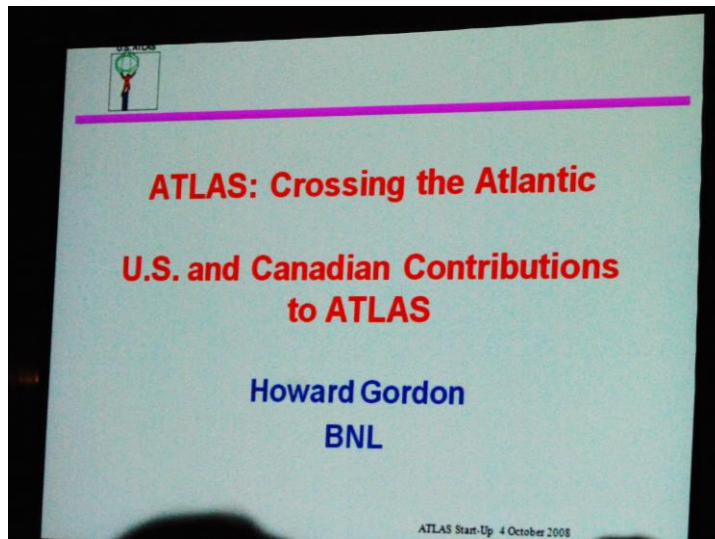 U.S. ATLAS
ATLAS: Crossing the Atlantic
U.S. and Canadian Contributions
to ATLAS
Howard Gordon
BNL
ATLAS Start-Up 4 October 2008